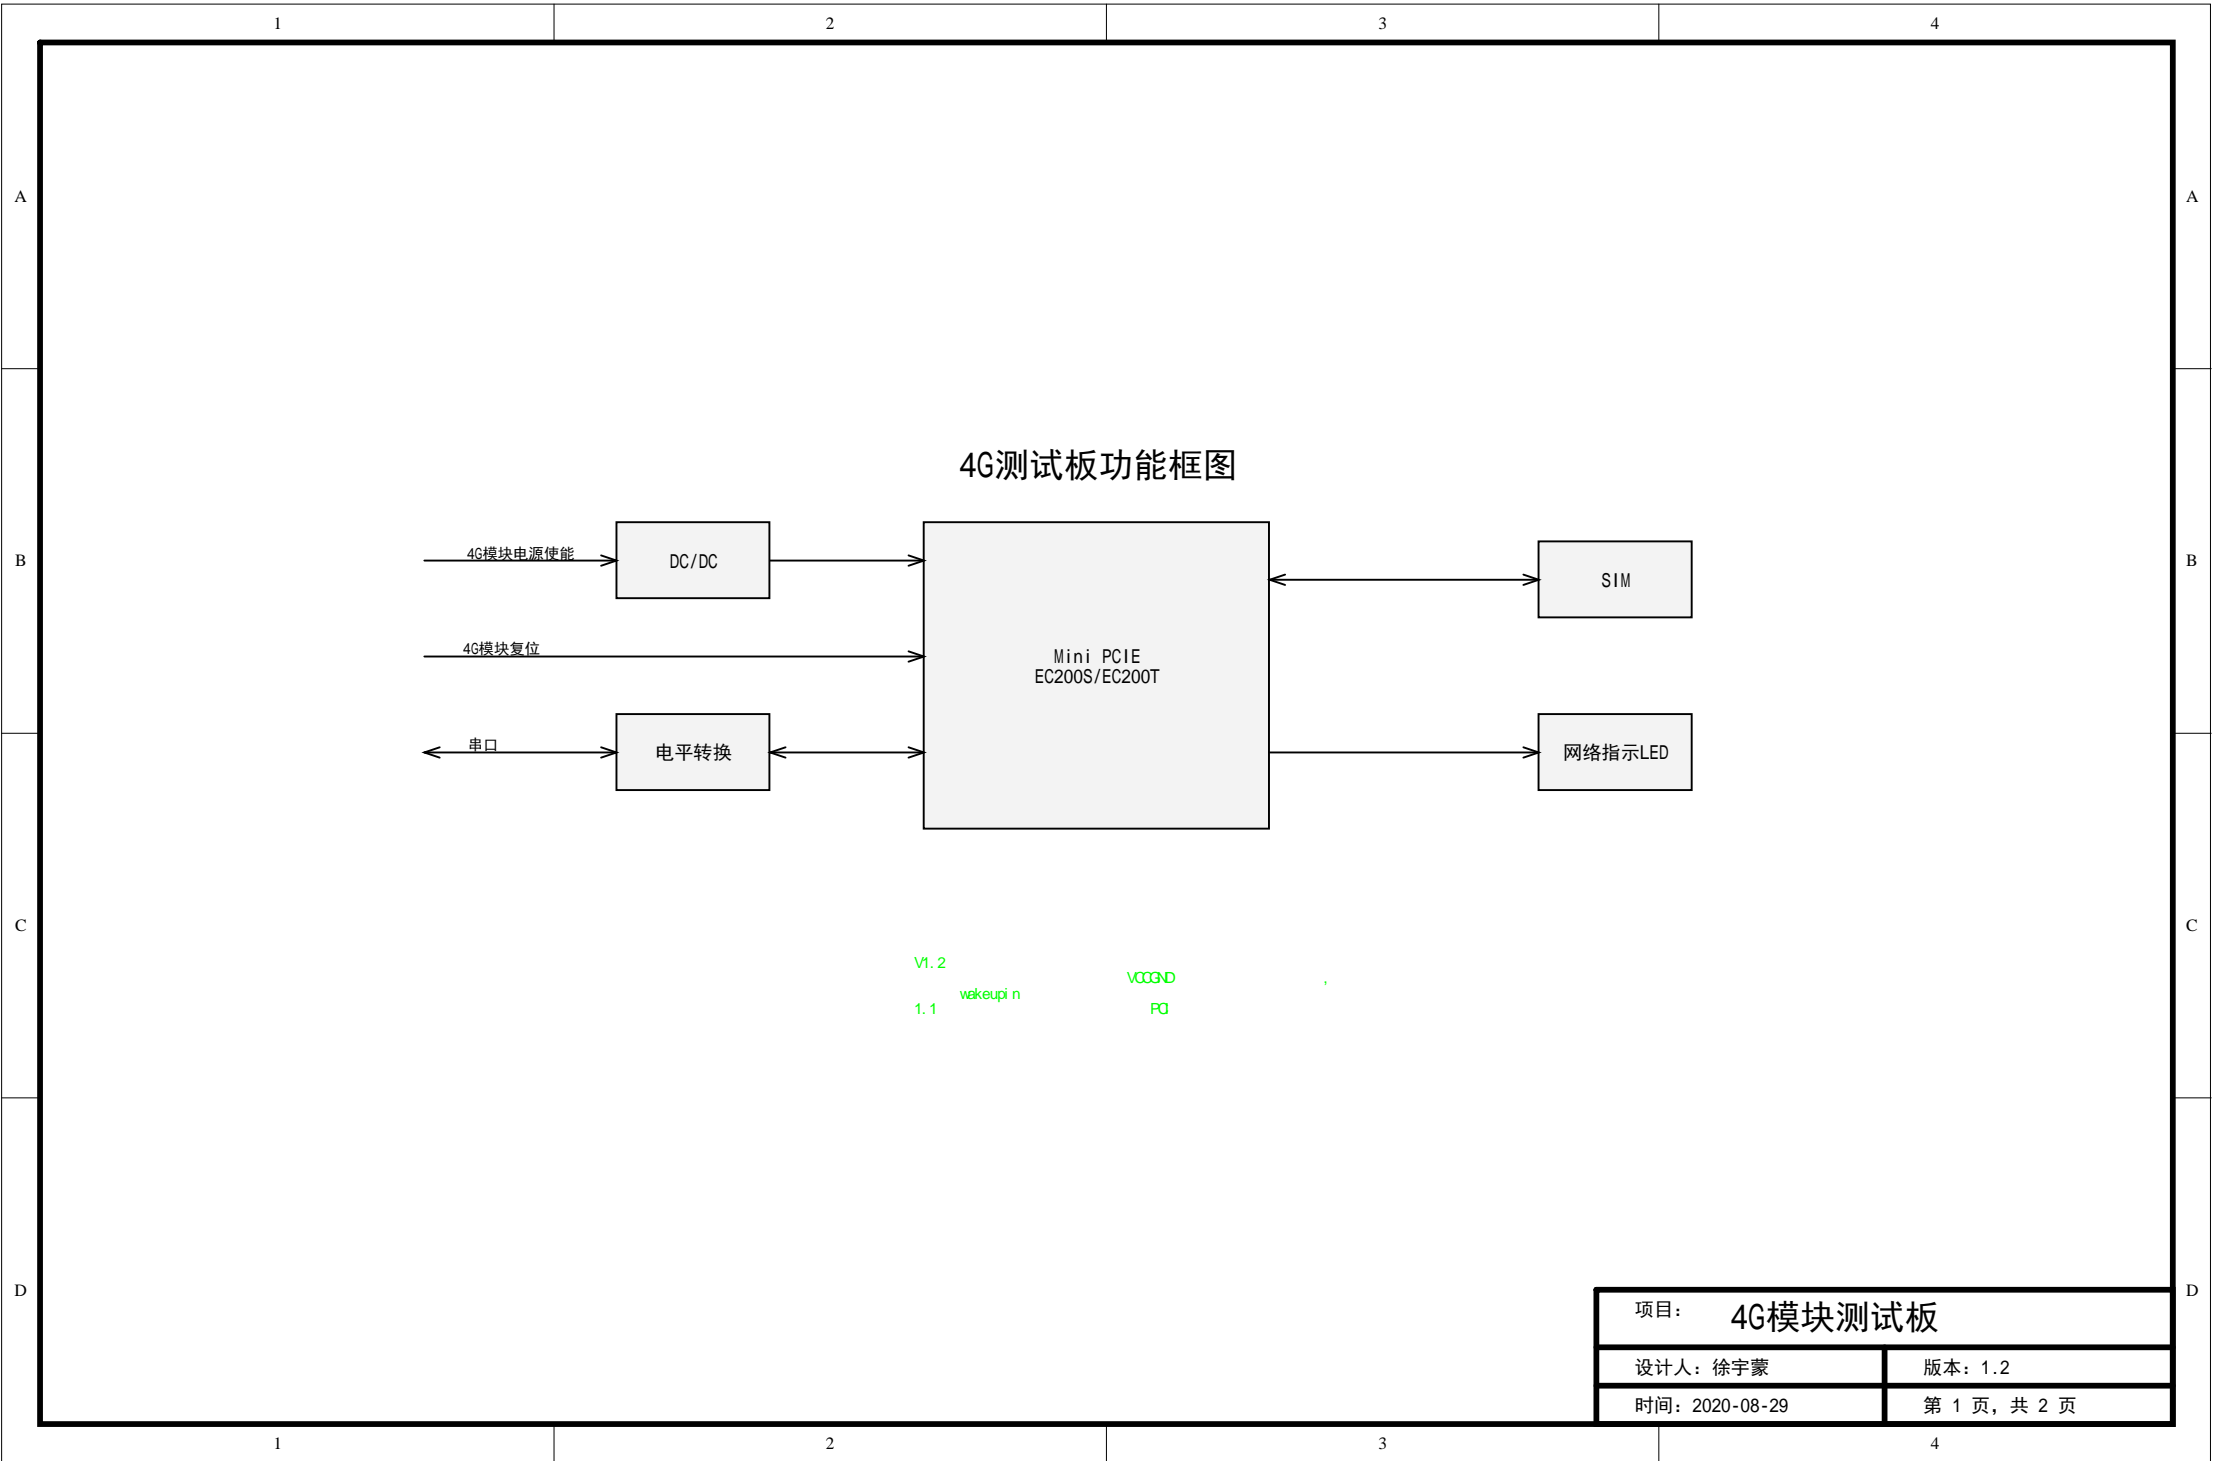 1 2 3 4
A A
4G测试板功能框图
4G模块电源使能
DC/DC
SIM
B B
4G模块复位
Mini PCIE
EC200S/EC200T
串口
电平转换
网络指示LED
C C
V1.2
VCCGND ,
wakeupin
1.1 PCI
D D
项目: 4G模块测试板
设计人: 徐宇蒙 版本: 1.2
时间: 2020-08-29 第 1 页, 共 2 页
1 2 3 4